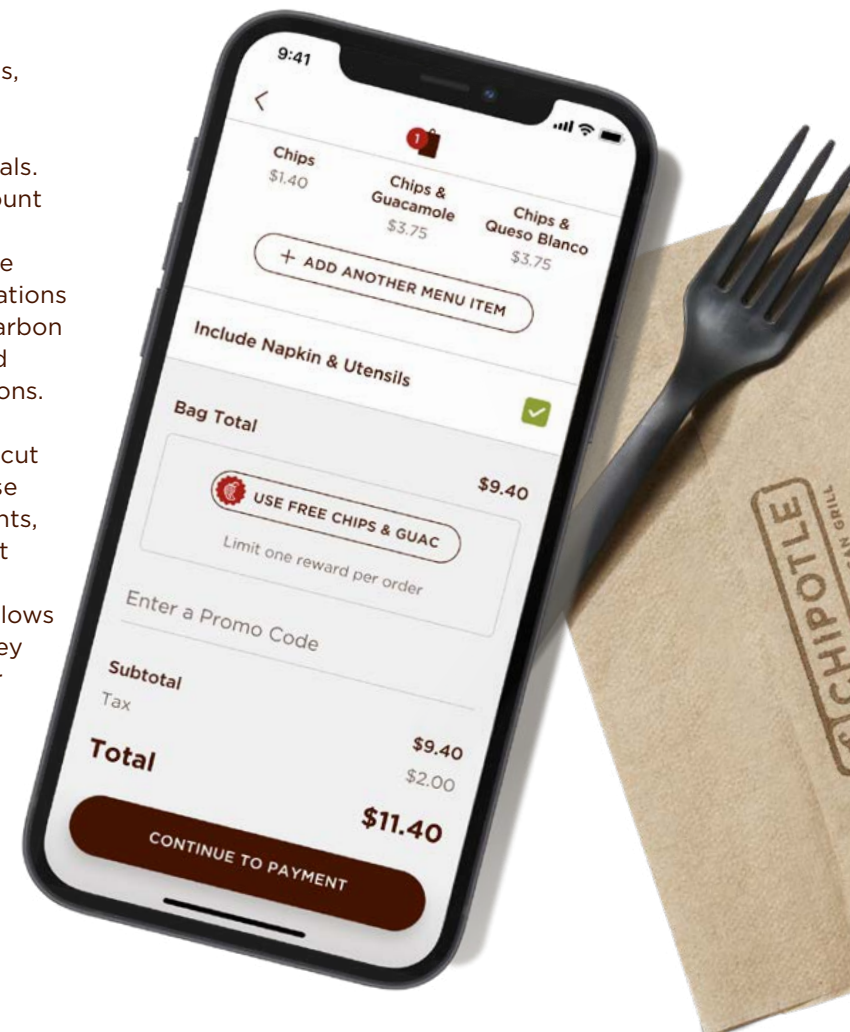 s,
als.
ount
e
ations
arbon
d
ons.
cut
se
nts,
t
lows
ey
r
9:41
1
Chips
$1.40
Chips &
Guacamole
$3.75
Chips &
Queso Blanco
$3.75
+ ADD ANOTHER MENU ITEM
Include Napkin & Utensils
Bag Total
$9.40
USE FREE CHIPS & GUAC
Limit one reward per order
Enter a Promo Code
Subtotal
$9.40
Tax
$2.00
Total
$11.40
CONTINUE TO PAYMENT
CHIPOTLE
CAN GRILL